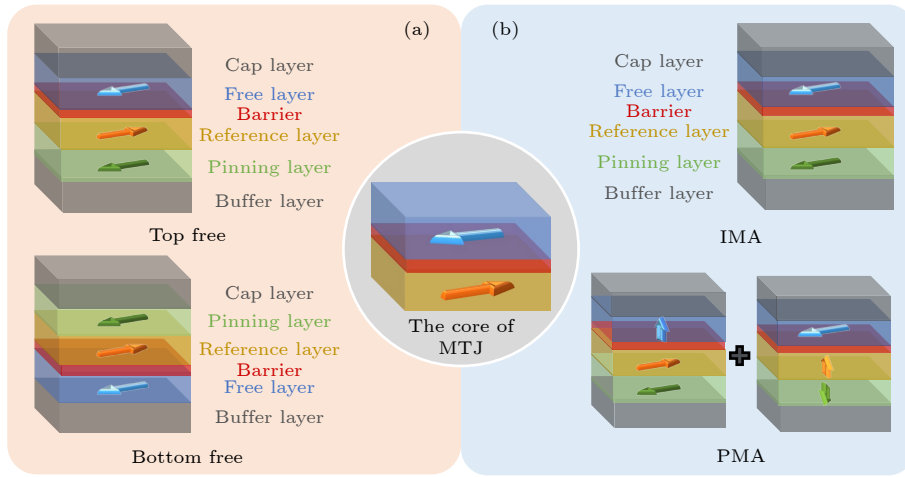 (a)
Cap layer
Free layer
Barrier
Reference layer
Pinning layer
Buffer layer
Top free
Cap layer
Pinning layer
Reference layer
Barrier
Free layer
Buffer layer
Bottom free
The core of
MTJ
(b)
Cap layer
Free layer
Barrier
Reference layer
Pinning layer
Buffer layer
IMA
PMA